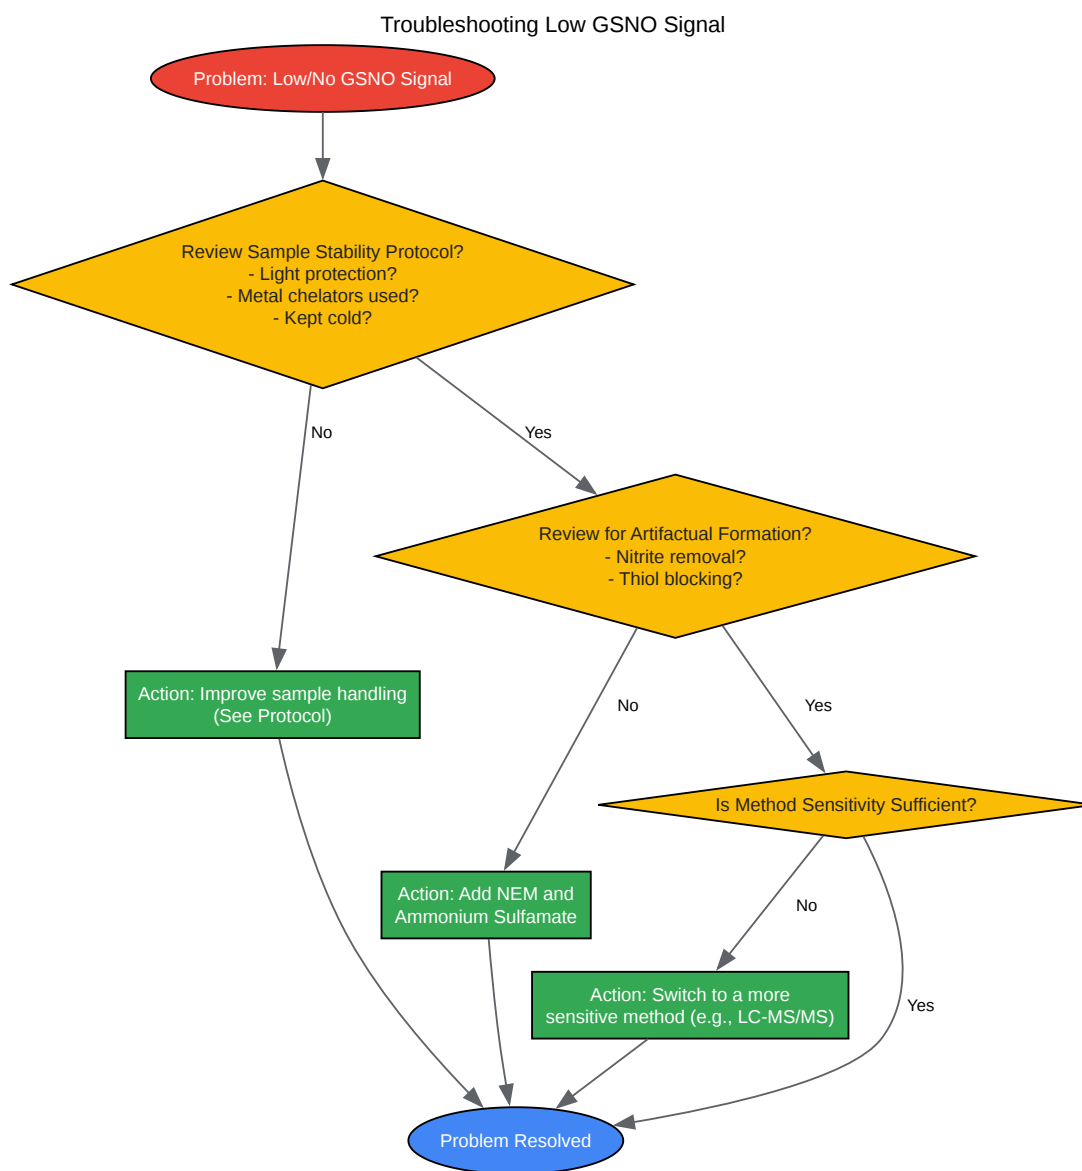 Troubleshooting Low GSNO Signal
Problem: Low/No GSNO Signal
Review Sample Stability Protocol?
- Light protection?
- Metal chelators used?
- Kept cold?
No
Yes
Review for Artifactual Formation?
- Nitrite removal?
- Thiol blocking?
Action: Improve sample handling
(See Protocol)
No
Yes
Is Method Sensitivity Sufficient?
Action: Add NEM and
Ammonium Sulfamate
No
Action: Switch to a more
sensitive method (e.g., LC-MS/MS)
Yes
Problem Resolved